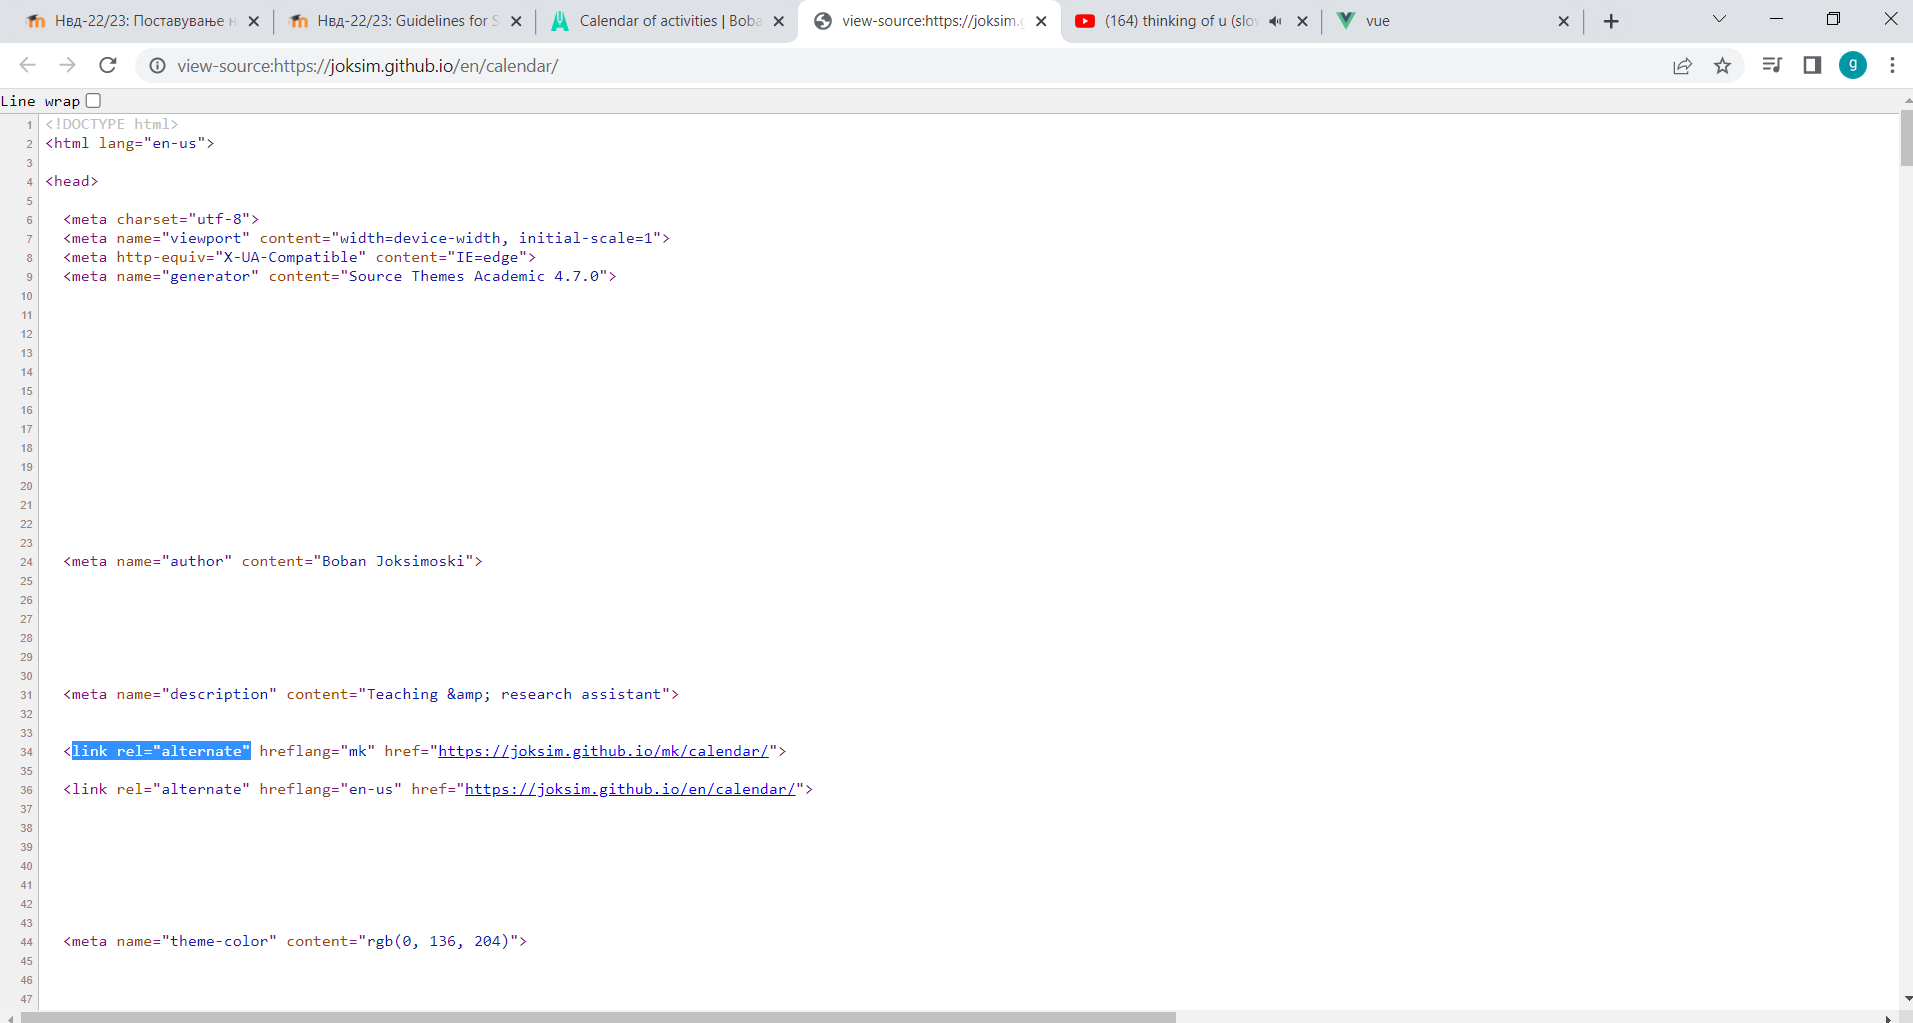 Нвд-22/23: Поставување н
Нвд-22/23: Guidelines for S
Calendar of activities | Boba
view-source:https://joksim.g
(164) thinking of u (slo
vue
view-source:https://joksim.github.io/en/calendar/
g
Line wrap
1 <!DOCTYPE html>
2 <html lang="en-us">
3
4 <head>
5
6 <meta charset="utf-8">
7 <meta name="viewport" content="width=device-width, initial-scale=1">
8 <meta http-equiv="X-UA-Compatible" content="IE=edge">
9 <meta name="generator" content="Source Themes Academic 4.7.0">
10
11
12
13
14
15
16
17
18
19
20
21
22
23
24 <meta name="author" content="Boban Joksimoski">
25
26
27
28
29
30
31 <meta name="description" content="Teaching &amp; research assistant">
32
33
34 <link rel="alternate" hreflang="mk" href="https://joksim.github.io/mk/calendar/">
35
36 <link rel="alternate" hreflang="en-us" href="https://joksim.github.io/en/calendar/">
37
38
39
40
41
42
43
44 <meta name="theme-color" content="rgb(0, 136, 204)">
45
46
47